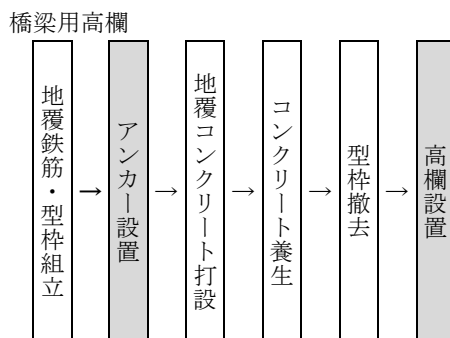 橋梁用高欄
地覆鉄筋・型枠組立
→
アンカー設置
→
地覆コンクリート打設
→
コンクリート養生
→
型枠撤去
→
高欄設置